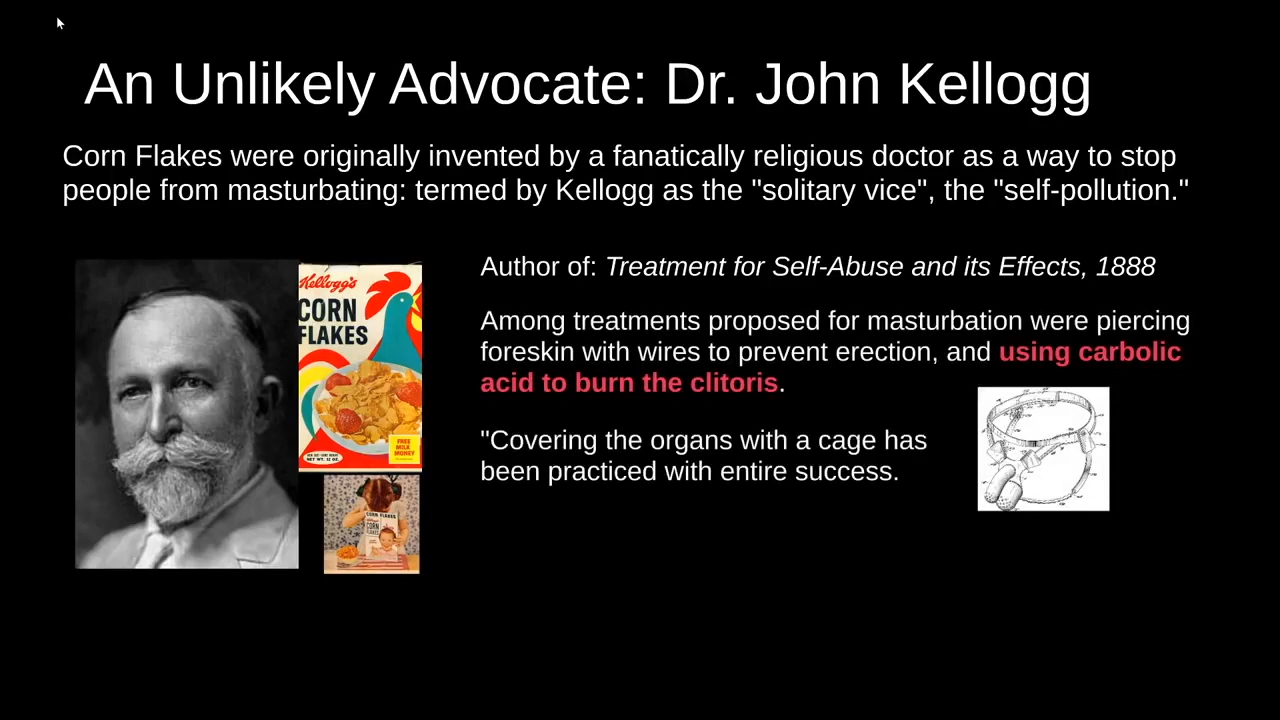 An Unlikely Advocate: Dr. John Kellogg
Corn Flakes were originally invented by a fanatically religious doctor as a way to stop
people from masturbating: termed by Kellogg as the "solitary vice", the "self-pollution."
Kellogg's
CORN
FLAKES
FREE
MILK
MONEY
NET WT. 12 OZ.
CORN FLAKES
CORN
FLAKES
Author of: Treatment for Self-Abuse and its Effects, 1888
Among treatments proposed for masturbation were piercing
foreskin with wires to prevent erection, and using carbolic
acid to burn the clitoris.
"Covering the organs with a cage has
been practiced with entire success.